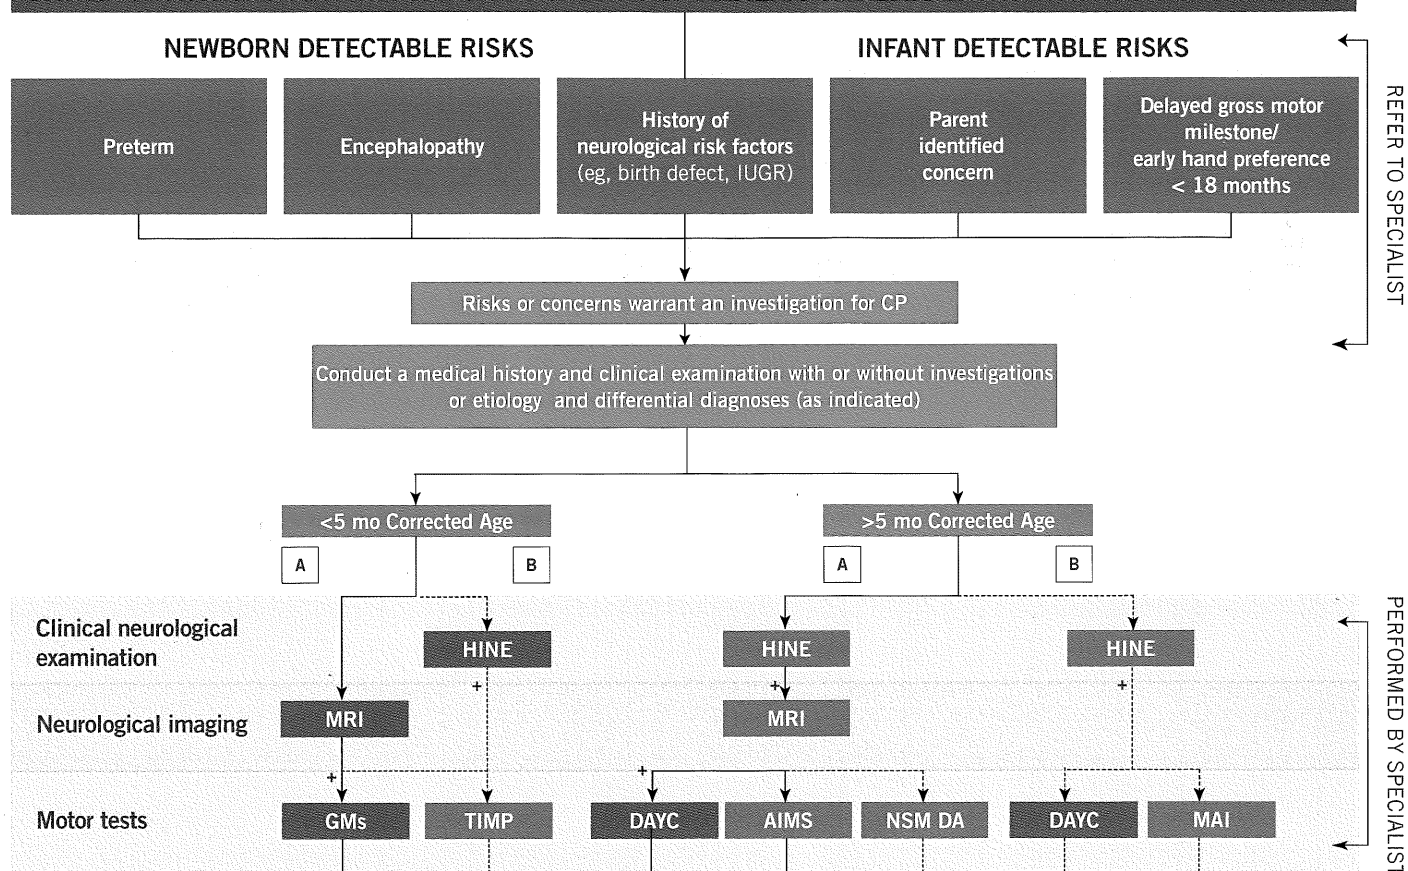 NEWBORN DETECTABLE RISKS
INFANT DETECTABLE RISKS
Preterm
Encephalopathy
History of
neurological risk factors
(eg, birth defect, IUGR)
Parent
identified
concern
Delayed gross motor
milestone/
early hand preference
< 18 months
REFER TO SPECIALIST
Risks or concerns warrant an investigation for CP
Conduct a medical history and clinical examination with or without investigations
or etiology and differential diagnoses (as indicated)
<5 mo Corrected Age
>5 mo Corrected Age
A
B
A
B
Clinical neurological
examination
HINE
HINE
HINE
+
+
+
Neurological imaging
MRI
MRI
+
+
Motor tests
GMs
TIMP
DAYC
AIMS
NSM DA
DAYC
MAI
PERFORMED BY SPECIALIST